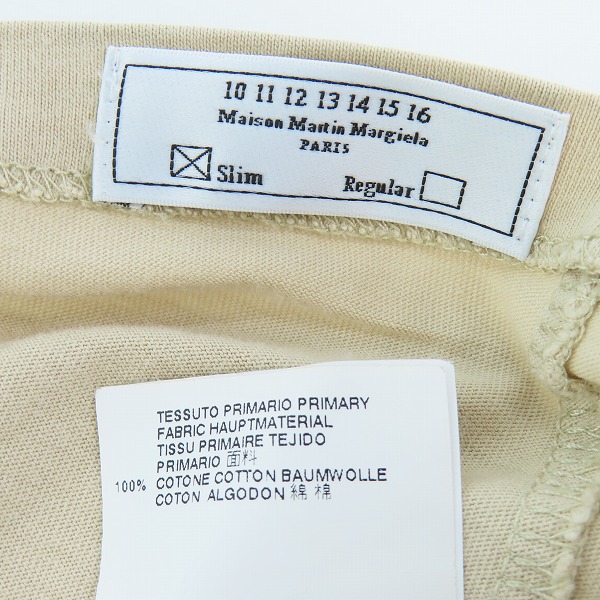 10 11 12 13 14 15 16
Maison Martin Margiela
PARIS
Slim Regular
TESSUTO PRIMARIO PRIMARY
FABRIC HAUPTMATERIAL
TISSU PRIMAIRE TEJIDO
PRIMARIO 面料
100% COTONE COTTON BAUMWOLLE
COTON ALGODON 綿 棉